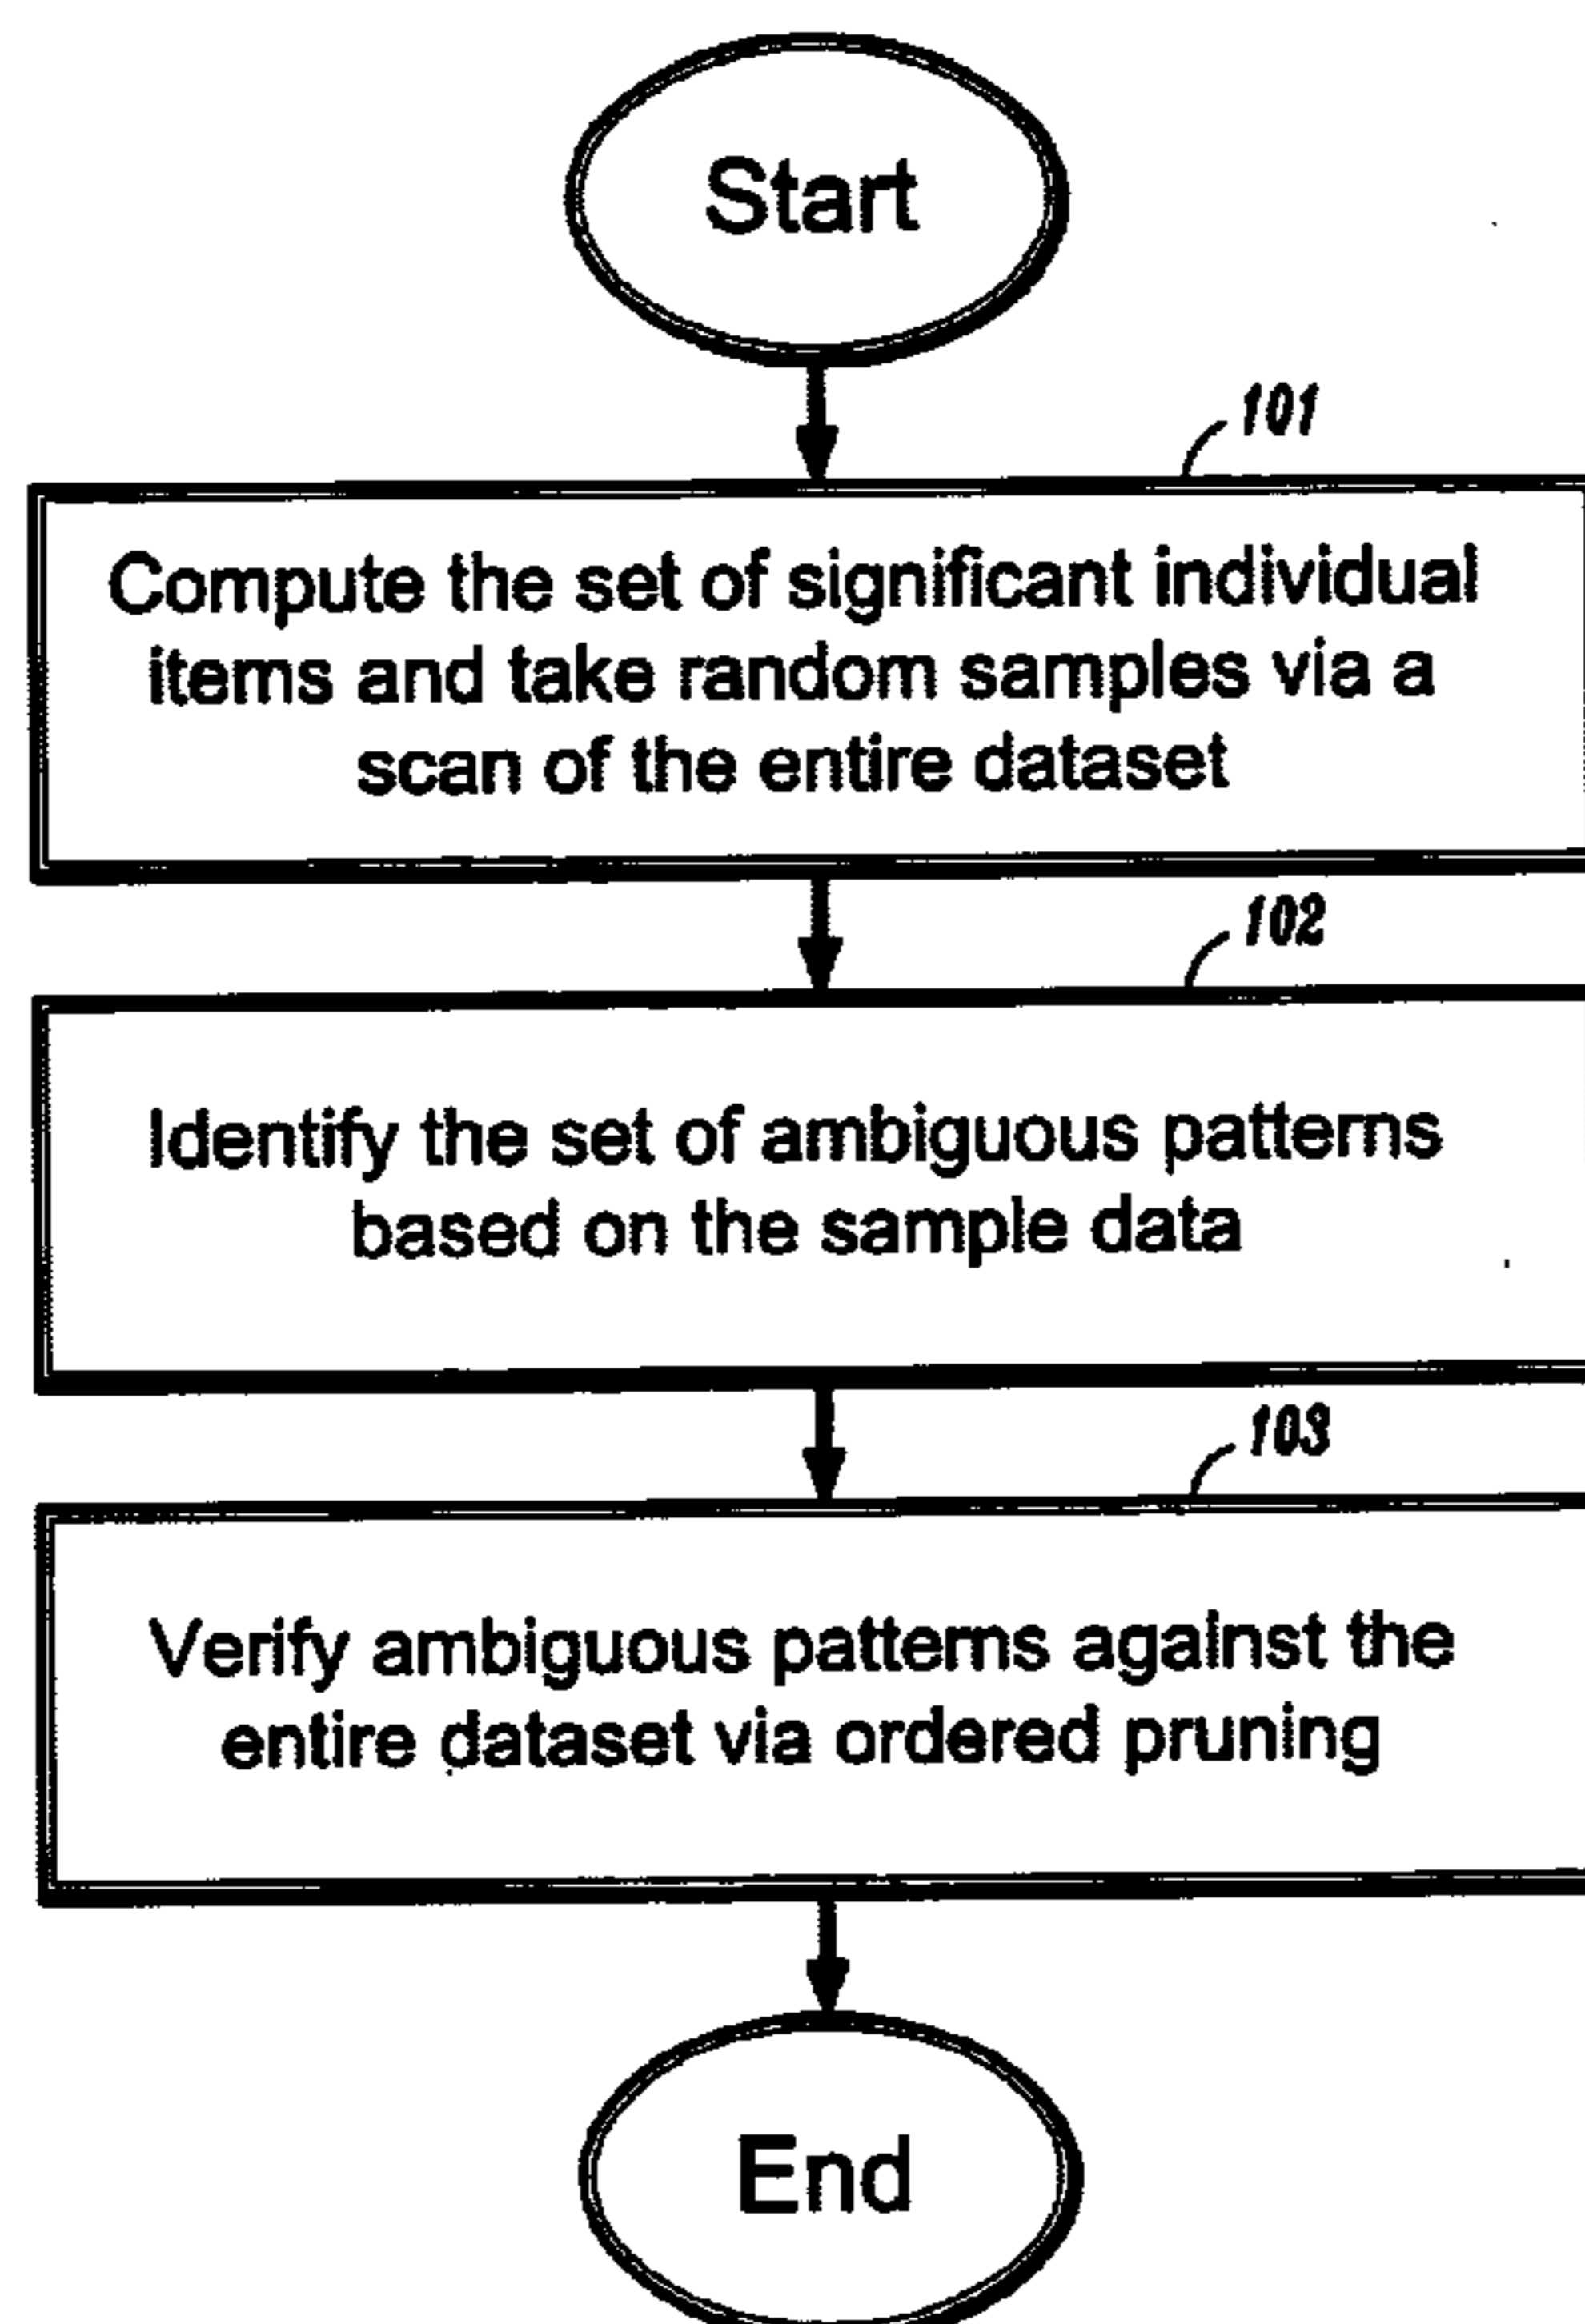 Start
101
Compute the set of significant individual
items and take random samples via a
scan of the entire dataset
102
Identify the set of ambiguous patterns
based on the sample data
103
Verify ambiguous patterns against the
entire dataset via ordered pruning
End